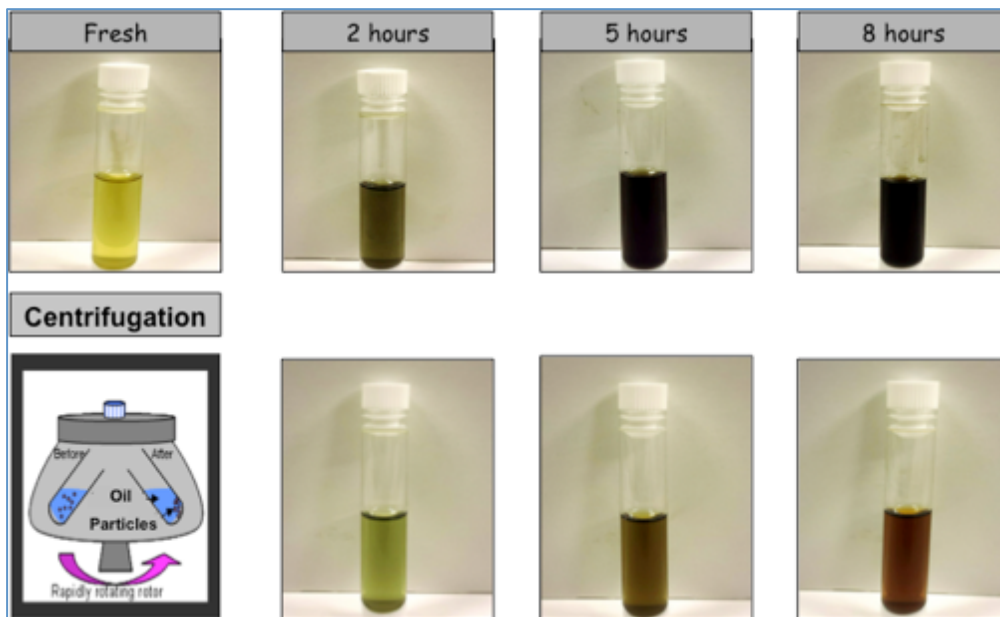 Fresh
2 hours
5 hours
8 hours
Centrifugation
Before
After
Oil
Particles
Rapidly rotating rotor